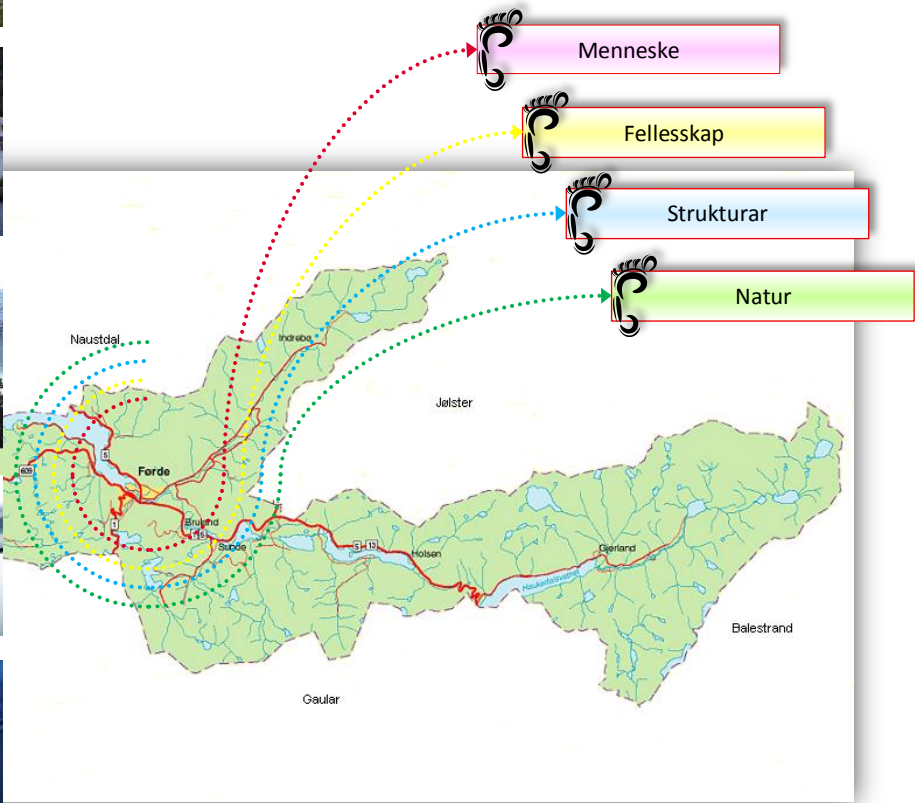 Menneske
Fellesskap
Strukturar
Natur
Naustdal
Indrebø
Jølster
5
609
Førde
1
Bruland
Sunde
5 13
Holsen
Gjerland
Haukedalsvatnet
Balestrand
Gaular